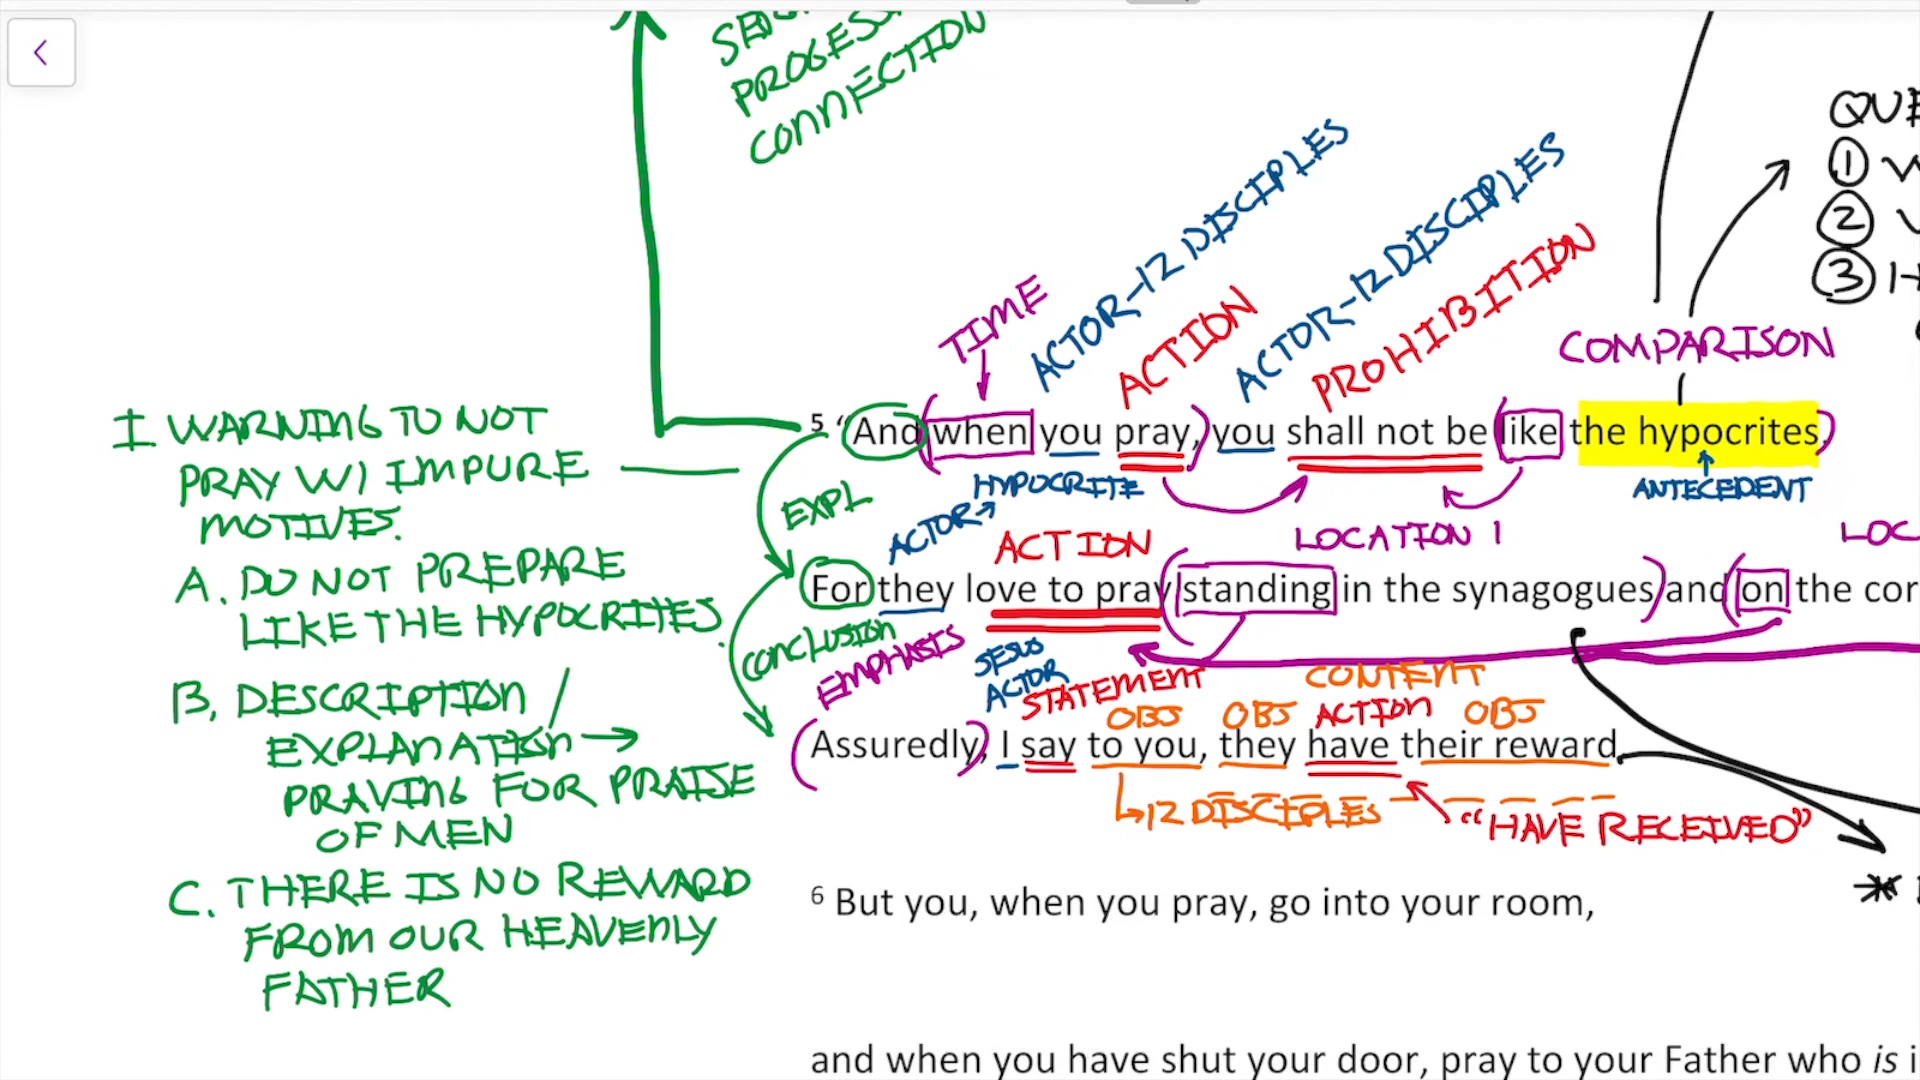 PROGESS
CONNECTION
QUE
① W
② V
③ H
TIME
ACTOR-12 DISCIPLES
ACTION
ACTOR-12 DISCIPLES
PROHIBITION
COMPARISON
5 “And when you pray, you shall not be like the hypocrites.
EXPL
ACTOR→ HYPOCRITE
ANTECEDENT
ACTION
LOCATION 1
LOC
For they love to pray standing in the synagogues and on the cor
CONCLUSION
EMPHASIS
JESUS
ACTOR
STATEMENT
CONTENT
OBJ OBJ ACTION OBJ
Assuredly, I say to you, they have their reward.
12 DISCIPLES
“HAVE RECEIVED”
6 But you, when you pray, go into your room,
and when you have shut your door, pray to your Father who is i
I WARNING TO NOT
PRAY W/ IMPURE
MOTIVES.
A. DO NOT PREPARE
LIKE THE HYPOCRITES.
B. DESCRIPTION /
EXPLANATION →
PRAYING FOR PRAISE
OF MEN
C. THERE IS NO REWARD
FROM OUR HEAVENLY
FATHER